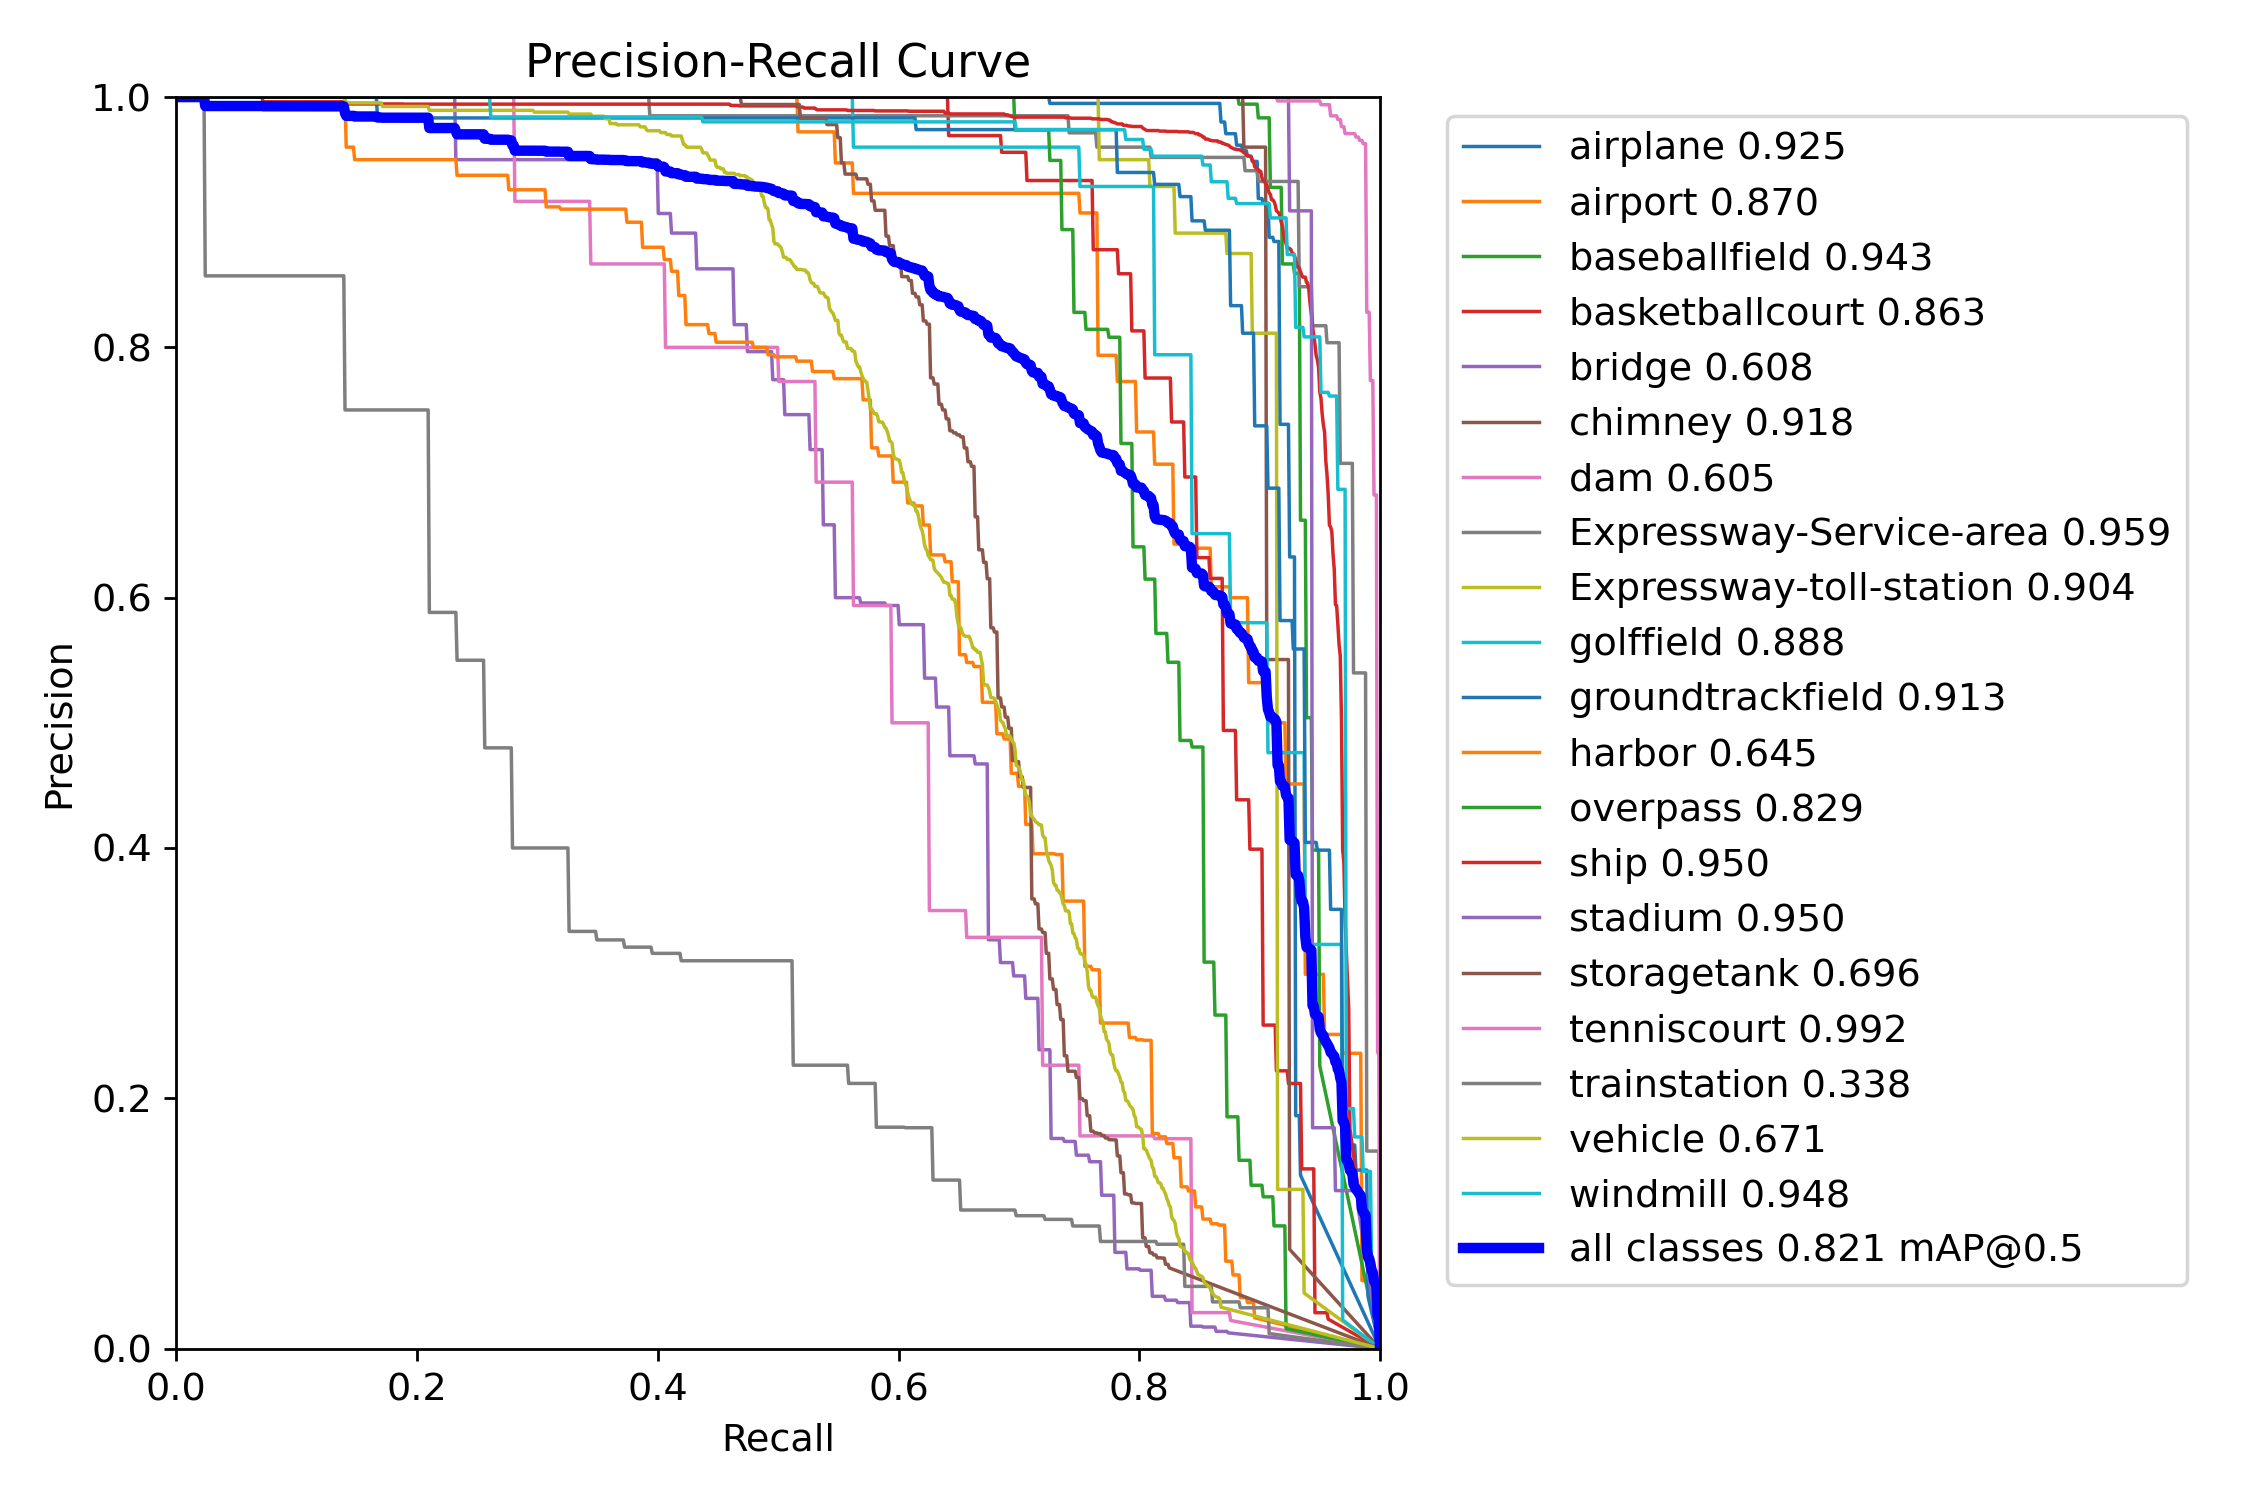 Precision-Recall Curve
1.0
0.8
0.6
0.4
0.2
0.0
Precision
0.0 0.2 0.4 0.6 0.8 1.0
Recall
airplane 0.925
airport 0.870
baseballfield 0.943
basketballcourt 0.863
bridge 0.608
chimney 0.918
dam 0.605
Expressway-Service-area 0.959
Expressway-toll-station 0.904
golffield 0.888
groundtrackfield 0.913
harbor 0.645
overpass 0.829
ship 0.950
stadium 0.950
storagetank 0.696
tenniscourt 0.992
trainstation 0.338
vehicle 0.671
windmill 0.948
all classes 0.821 mAP@0.5